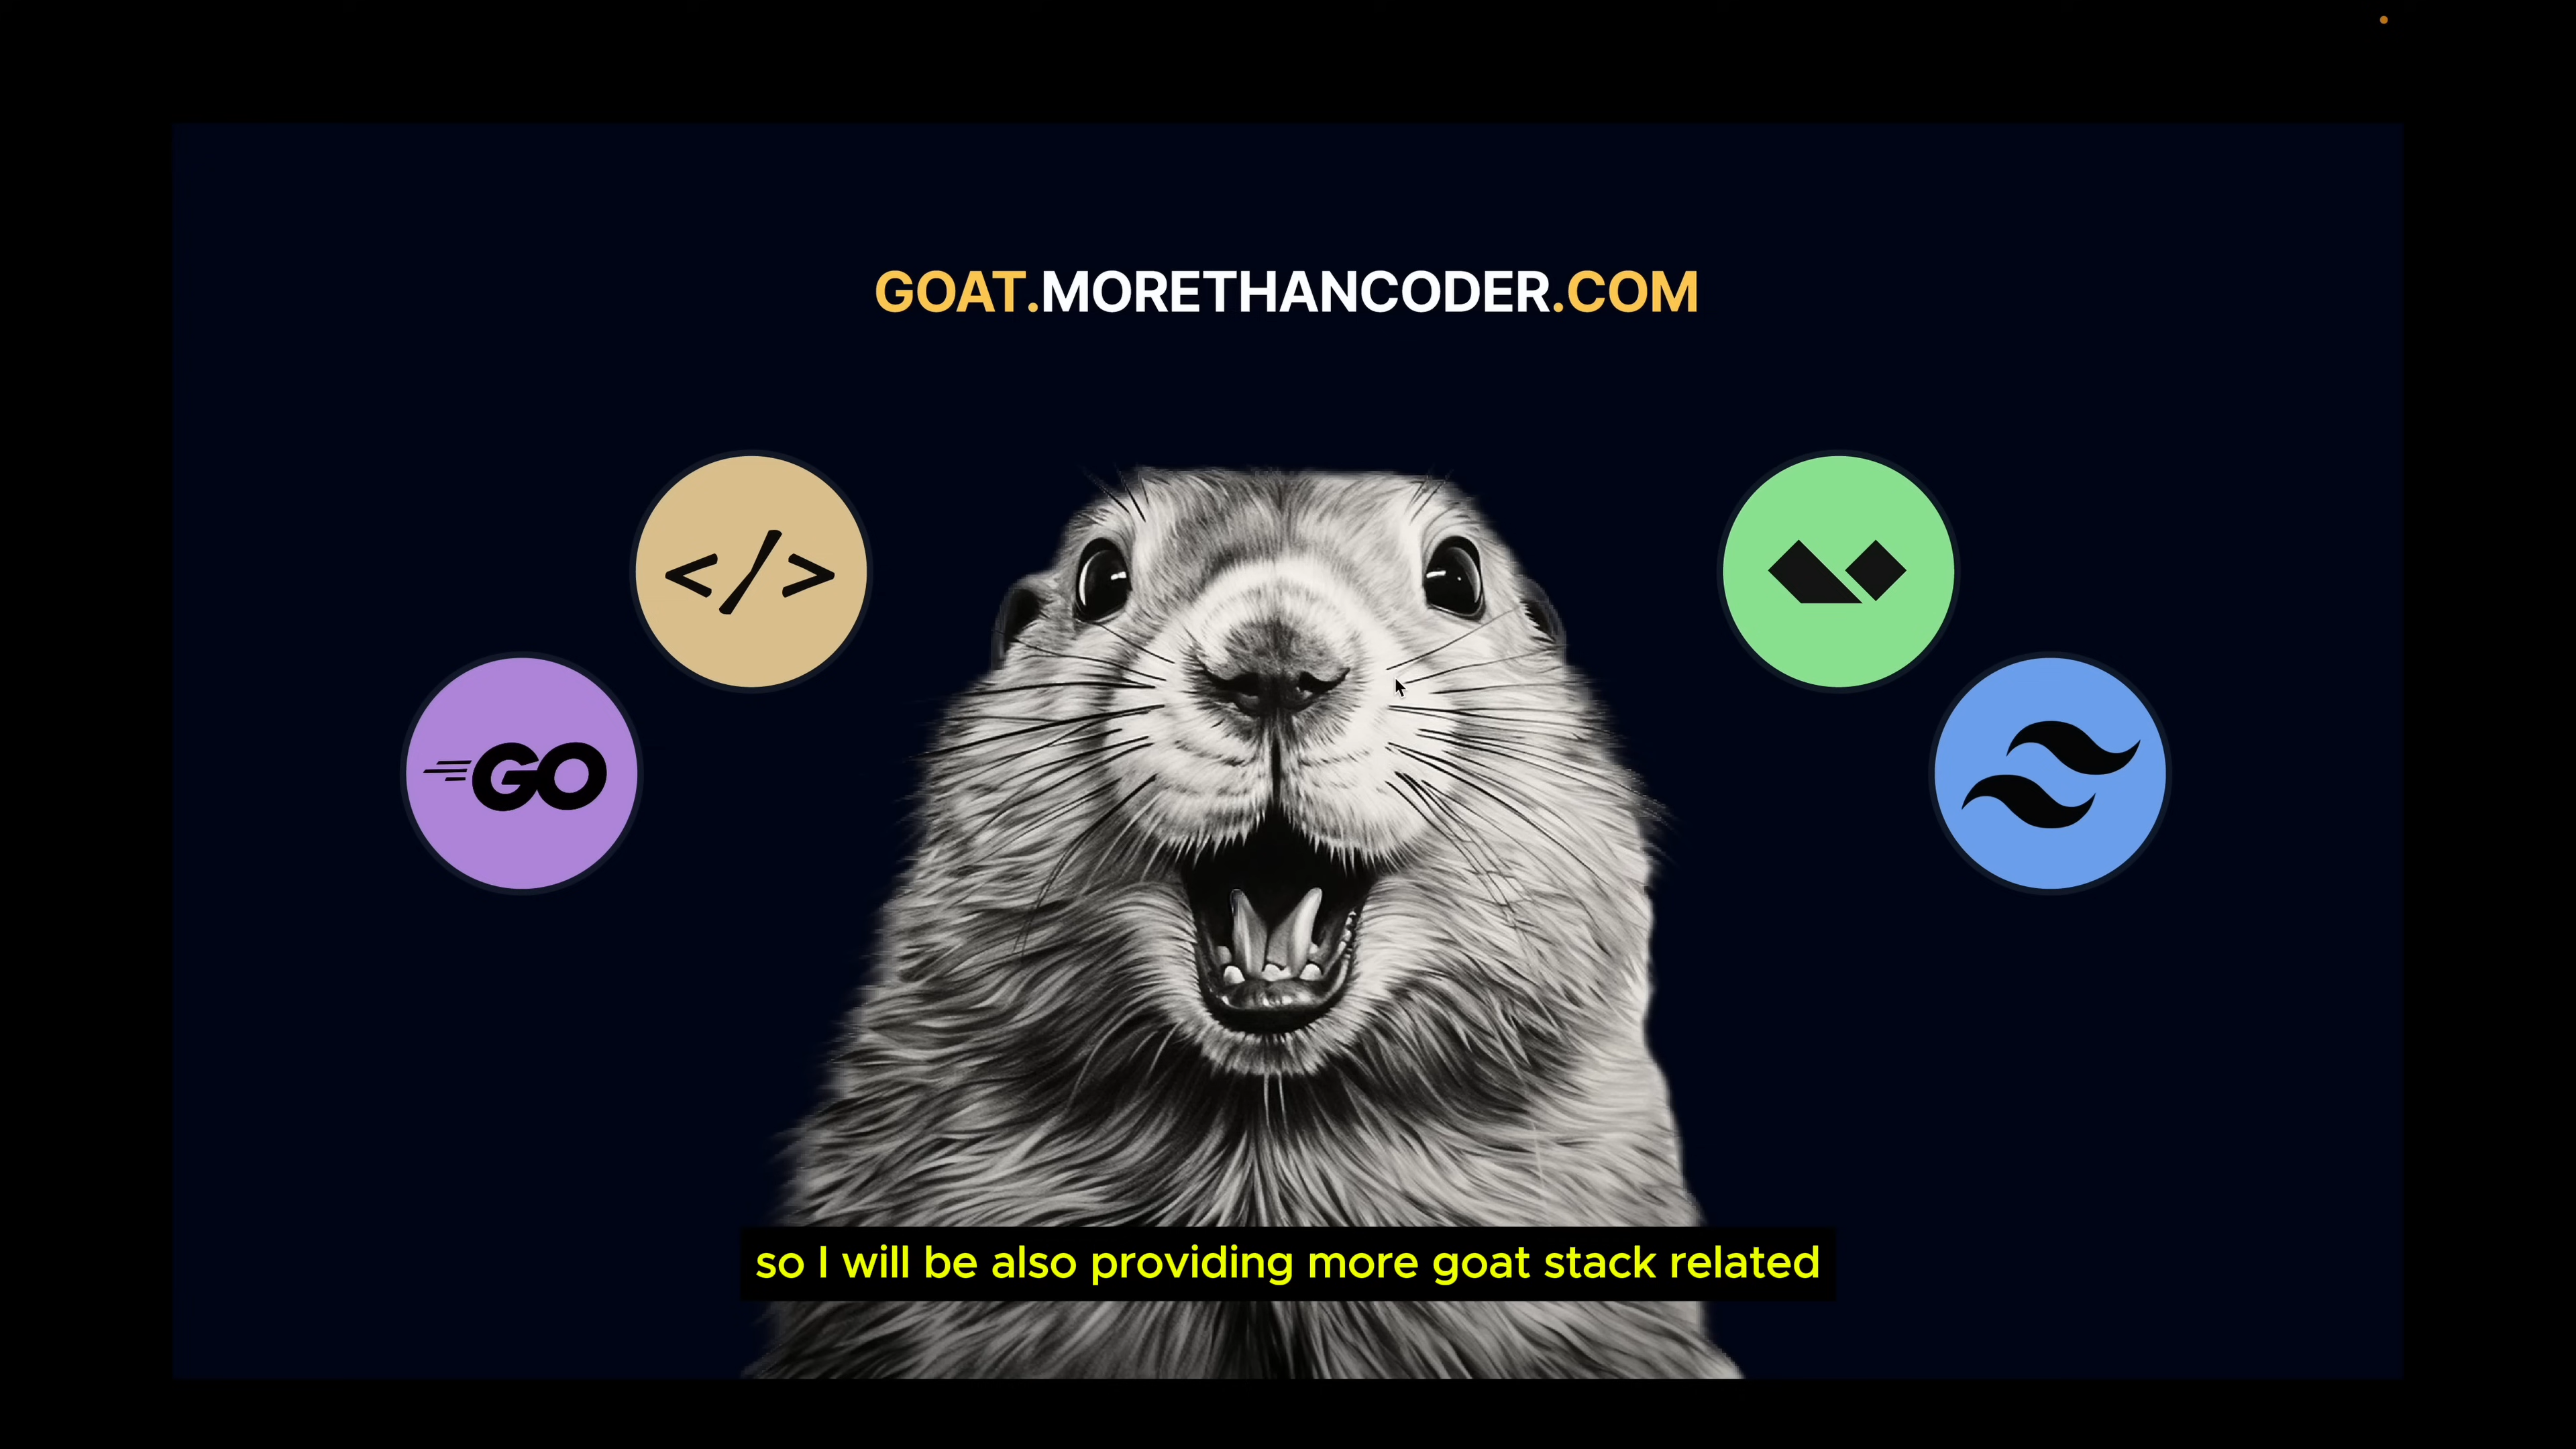 GOAT.MORETHANCODER.COM
</>
GO
so I will be also providing more goat stack related